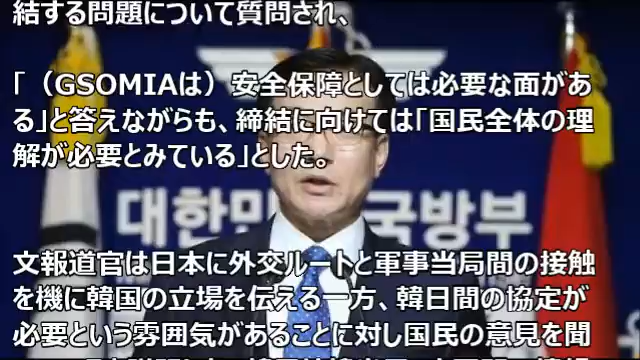 結する問題について質問され、
「（GSOMIAは）安全保障としては必要な面があ
る」と答えながらも、締結に向けては「国民全体の理
解が必要とみている」とした。
대한민국국방부
文報道官は日本に外交ルートと軍事当局間の接触
を機に韓国の立場を伝える一方、韓日間の協定が
必要という雰囲気があることに対し国民の意見を聞